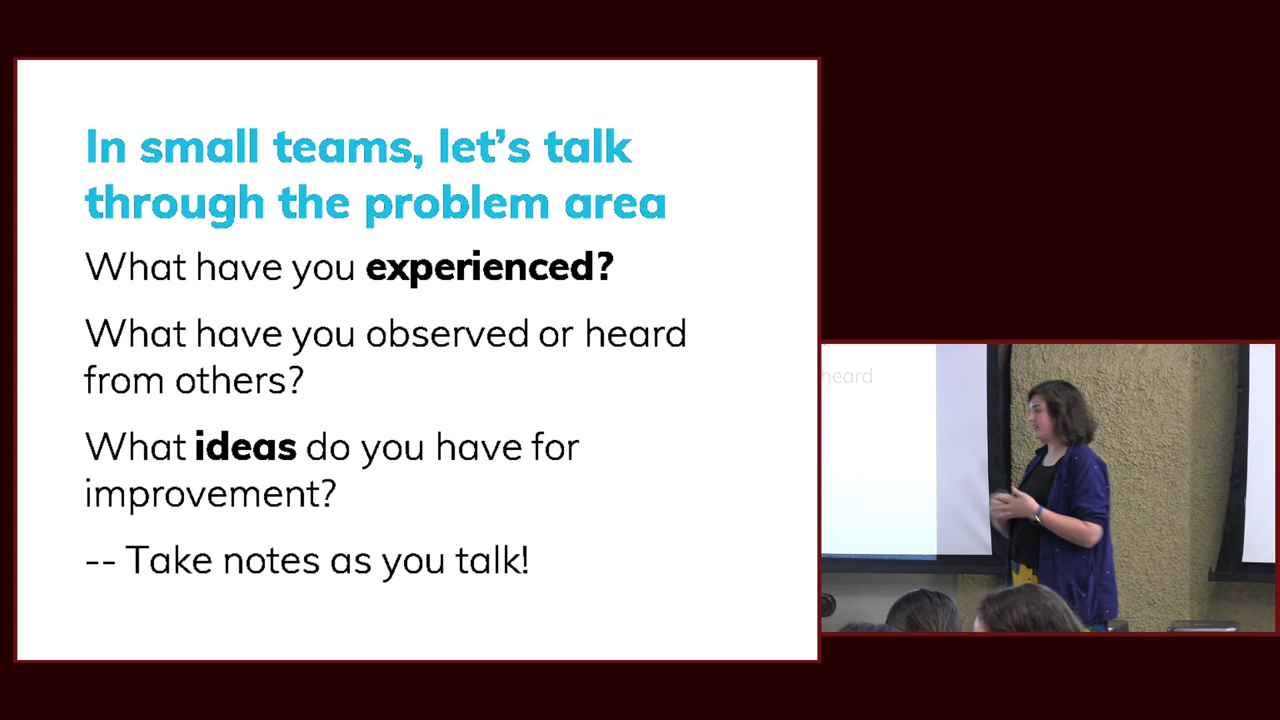 In small teams, let's talk
through the problem area
What have you experienced?
What have you observed or heard
from others?
What ideas do you have for
improvement?
-- Take notes as you talk!
heard